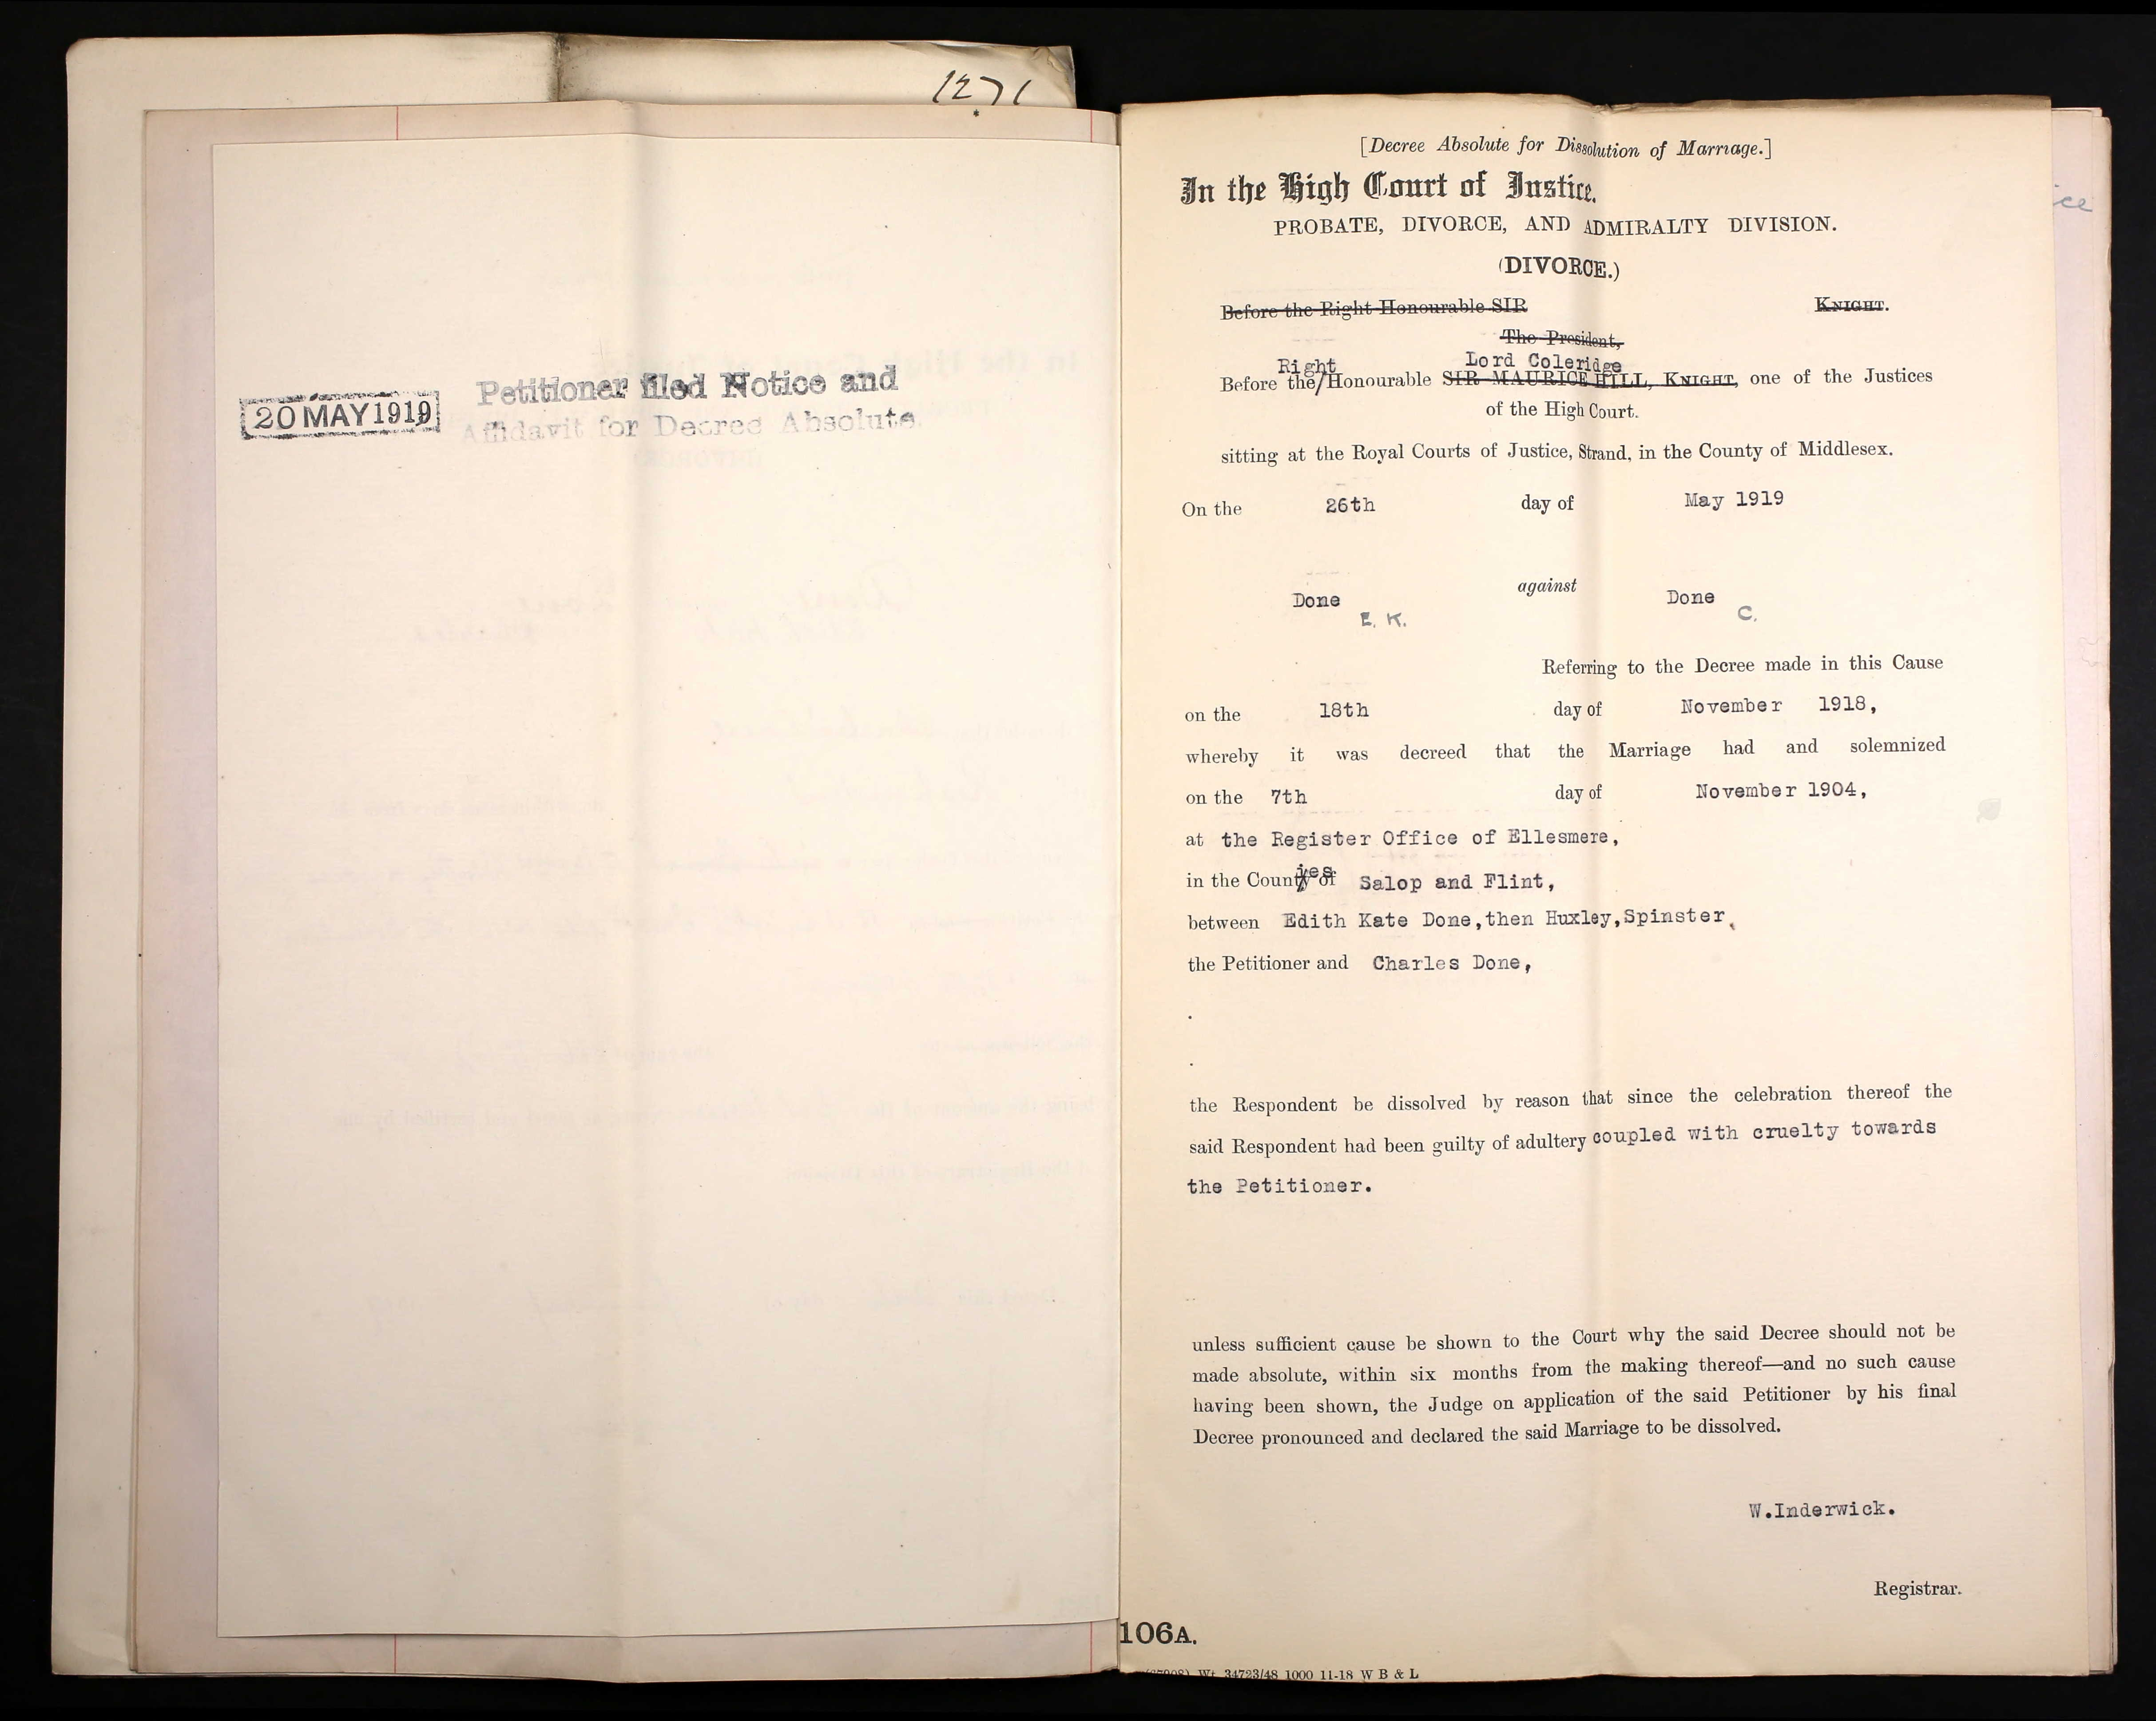 1271
20 MAY 1919
Petitioner filed Notice and
Affidavit for Decree Absolute.
[Decree Absolute for Dissolution of Marriage.]
In the High Court of Justice.
PROBATE, DIVORCE, AND ADMIRALTY DIVISION.
(DIVORCE.)
Before the Right Honourable SIR KNIGHT.
The President,
Right Lord Coleridge
Before the/Honourable SIR MAURICE HILL, KNIGHT, one of the Justices
of the High Court.
sitting at the Royal Courts of Justice, Strand, in the County of Middlesex.
On the 26th day of May 1919
Done against Done
E. K. C.
Referring to the Decree made in this Cause
on the 18th day of November 1918,
whereby it was decreed that the Marriage had and solemnized
on the 7th day of November 1904,
at the Register Office of Ellesmere,
in the Counties of Salop and Flint,
between Edith Kate Done, then Huxley, Spinster,
the Petitioner and Charles Done,
the Respondent be dissolved by reason that since the celebration thereof the
said Respondent had been guilty of adultery coupled with cruelty towards
the Petitioner.
unless sufficient cause be shown to the Court why the said Decree should not be
made absolute, within six months from the making thereof—and no such cause
having been shown, the Judge on application of the said Petitioner by his final
Decree pronounced and declared the said Marriage to be dissolved.
W.Inderwick.
Registrar.
106A.
Wt. 34723/48 1000 11-18 W B & L
ce